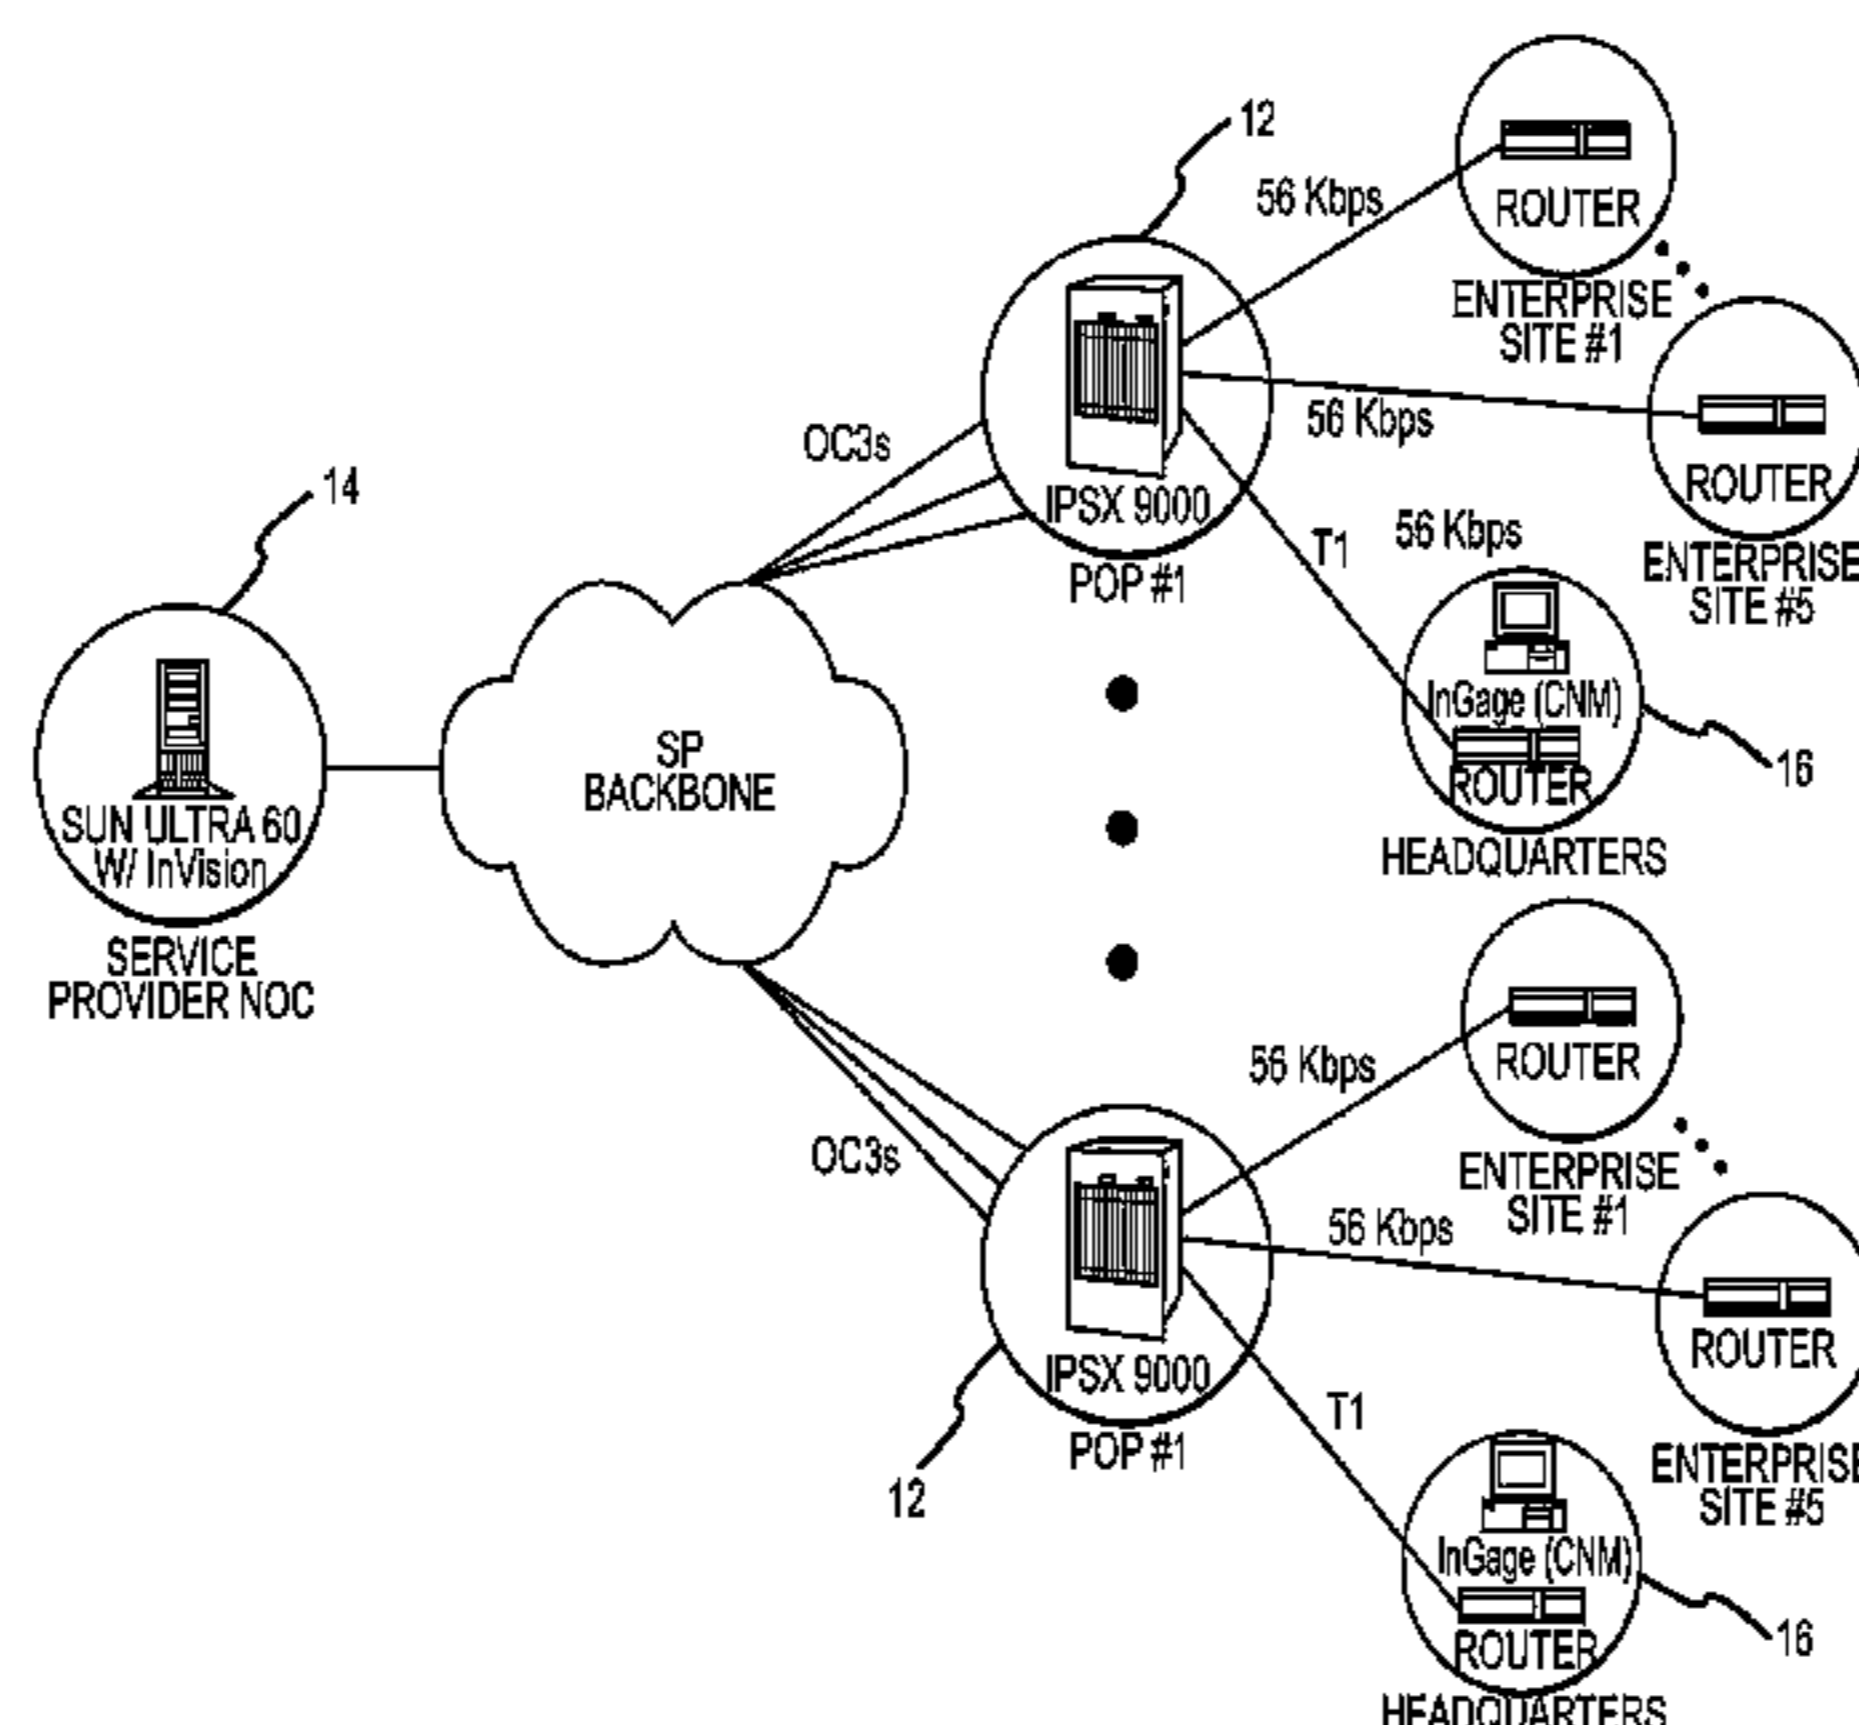 12
56 Kbps
ROUTER
ENTERPRISE
SITE #1
56 Kbps
ROUTER
ENTERPRISE
SITE #5
OC3s
IPSX 9000
POP #1
T1
56 Kbps
InGage (CNM)
ROUTER
HEADQUARTERS
16
14
SUN ULTRA 60
W/ InVision
SERVICE
PROVIDER NOC
SP
BACKBONE
OC3s
56 Kbps
ROUTER
ENTERPRISE
SITE #1
56 Kbps
ROUTER
ENTERPRISE
SITE #5
IPSX 9000
POP #1
12
T1
InGage (CNM)
ROUTER
HEADQUARTERS
16